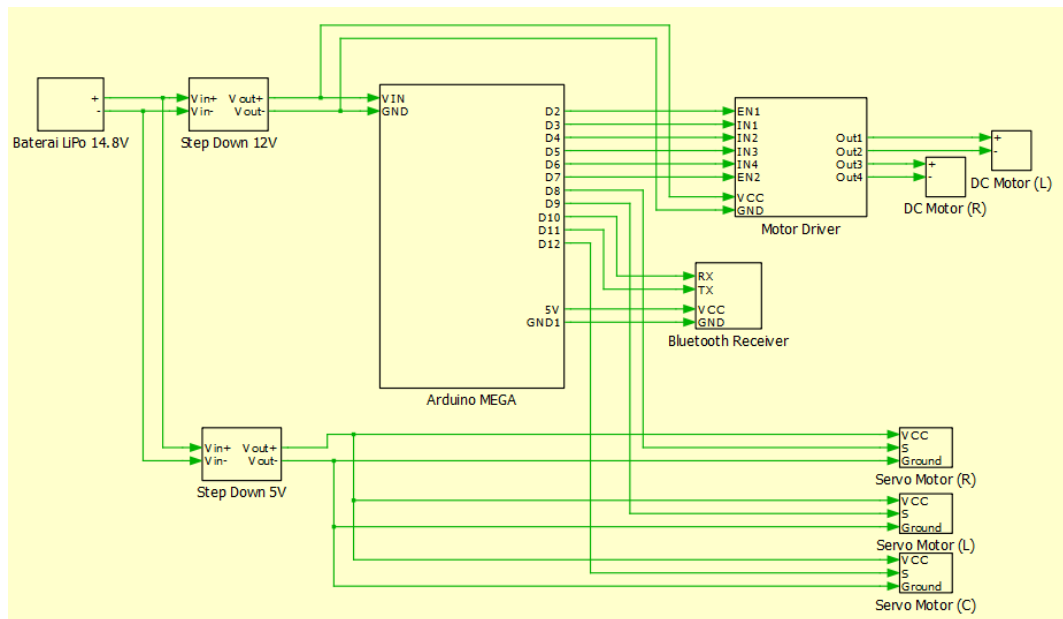 +
-
Baterai LiPo 14.8V
Vin+ Vout+
Vin- Vout-
Step Down 12V
VIN
GND
D2
D3
D4
D5
D6
D7
D8
D9
D10
D11
D12
5V
GND1
Arduino MEGA
EN1
IN1
IN2
IN3
IN4
EN2
VCC
GND
Out1
Out2
Out3
Out4
Motor Driver
+
-
DC Motor (L)
+
-
DC Motor (R)
RX
TX
VCC
GND
Bluetooth Receiver
Vin+ Vout+
Vin- Vout-
Step Down 5V
VCC
S
Ground
Servo Motor (R)
VCC
S
Ground
Servo Motor (L)
VCC
S
Ground
Servo Motor (C)